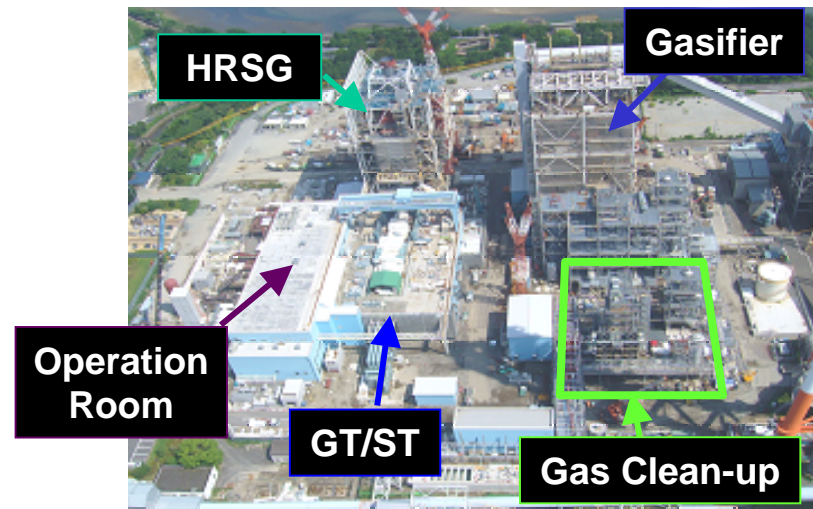 HRSG
Gasifier
Operation
Room
GT/ST
Gas Clean-up